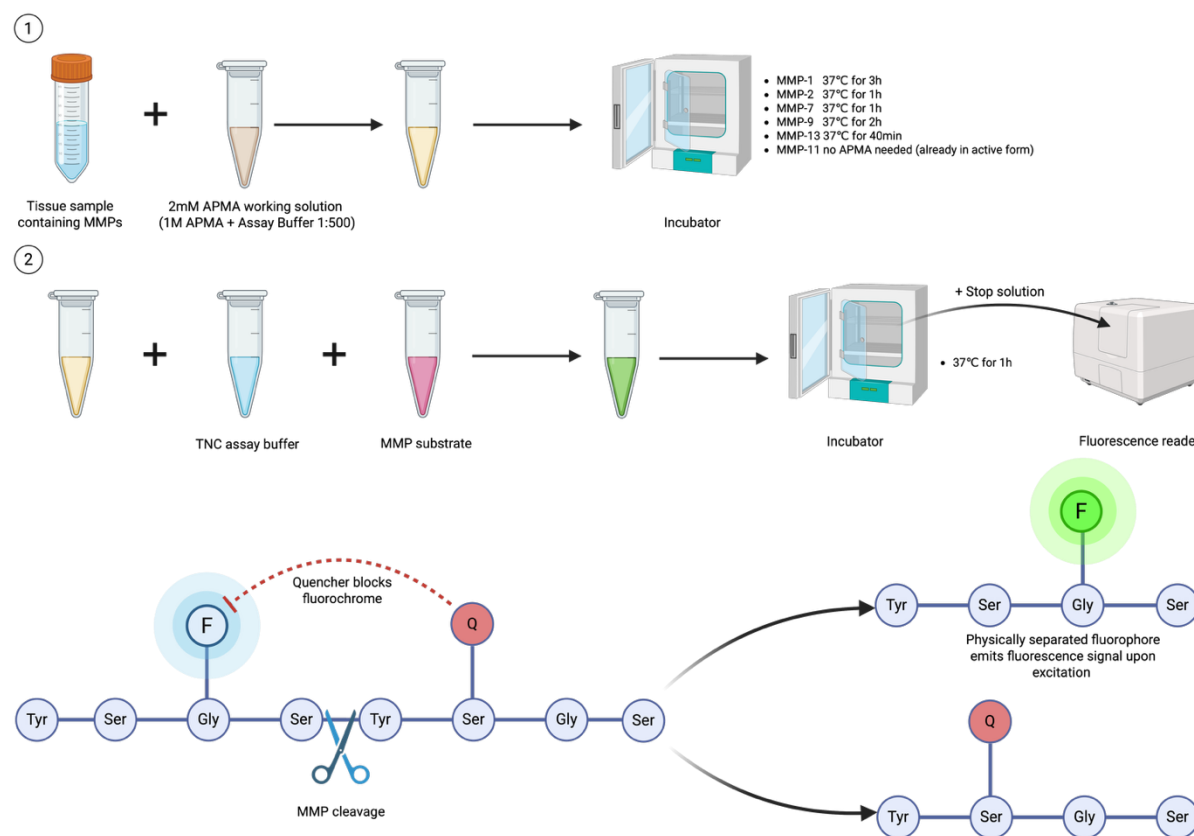 1
Tissue sample
containing MMPs
+
2mM APMA working solution
(1M APMA + Assay Buffer 1:500)
Incubator
• MMP-1 37℃ for 3h
• MMP-2 37℃ for 1h
• MMP-7 37℃ for 1h
• MMP-9 37℃ for 2h
• MMP-13 37℃ for 40min
• MMP-11 no APMA needed (already in active form)
2
+
TNC assay buffer
+
MMP substrate
Incubator
• 37℃ for 1h
+ Stop solution
Fluorescence reade
Quencher blocks
fluorochrome
F
Q
Tyr
Ser
Gly
Ser
Tyr
Ser
Gly
Ser
MMP cleavage
F
Tyr
Ser
Gly
Ser
Physically separated fluorophore
emits fluorescence signal upon
excitation
Q
Tyr
Ser
Gly
Ser